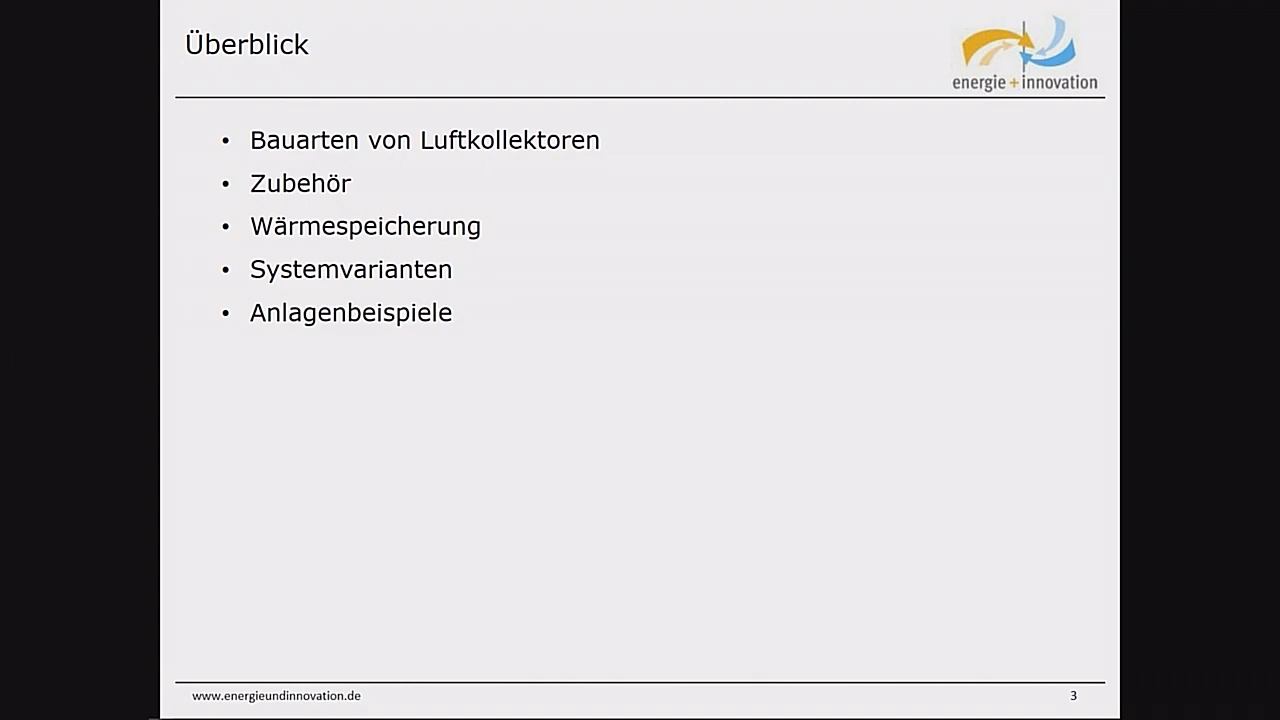 Überblick
energie + innovation
• Bauarten von Luftkollektoren
• Zubehör
• Wärmespeicherung
• Systemvarianten
• Anlagenbeispiele
www.energieundinnovation.de
3